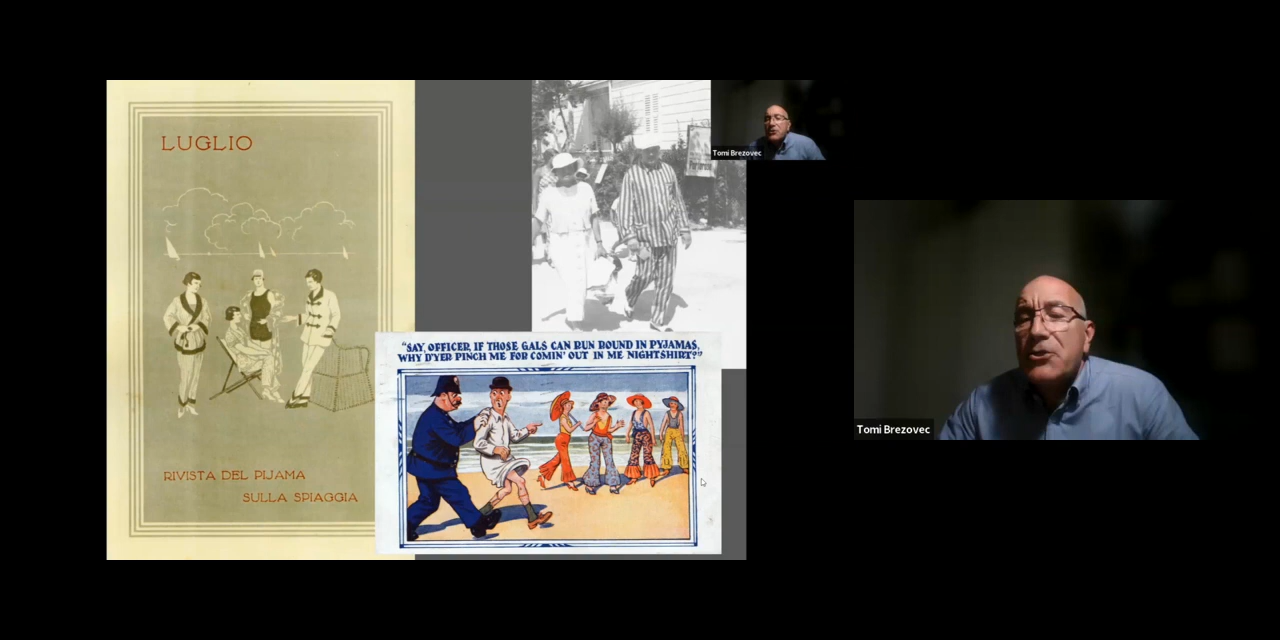 LUGLIO
RIVISTA DEL PIJAMA
SULLA SPIAGGIA
"SAY, OFFICER, IF THOSE GALS CAN RUN ROUND IN PYJAMAS,
WHY D'YER PINCH ME FOR COMIN' OUT IN ME NIGHTSHIRT?"
Tomi Brezovec
Tomi Brezovec